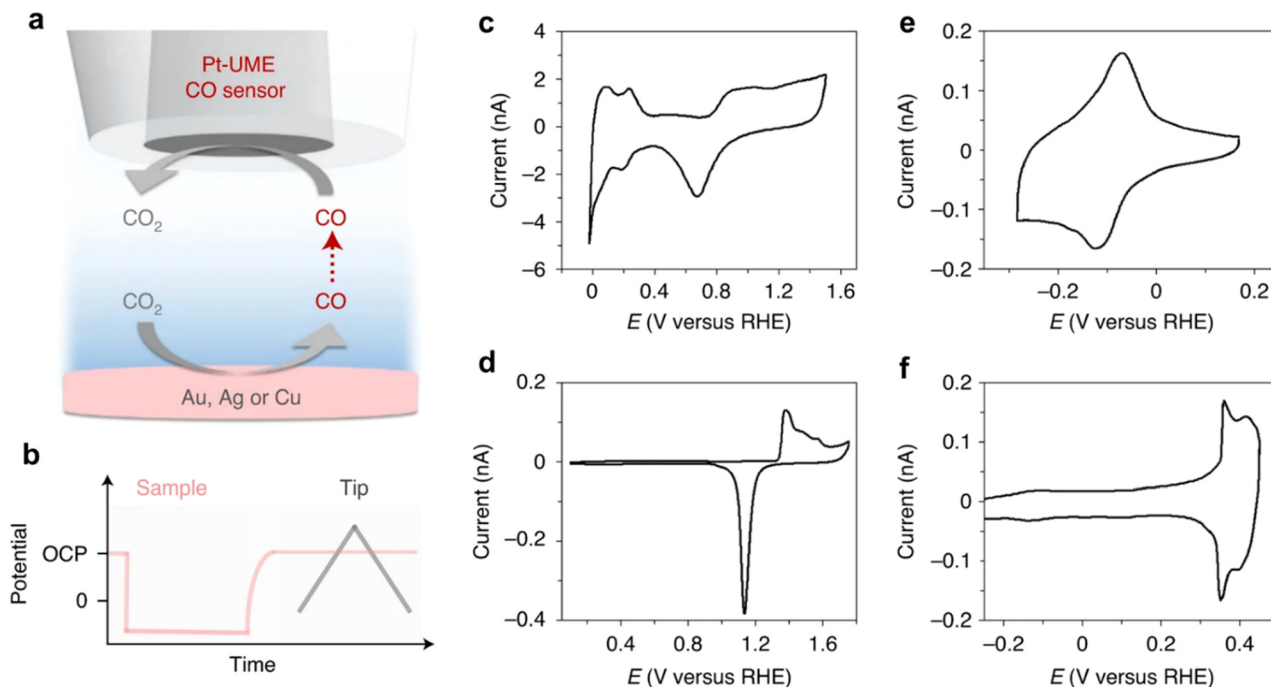 a
Pt-UME
CO sensor
CO₂
CO
CO₂
CO
Au, Ag or Cu
b
Sample
Tip
OCP
0
Potential
Time
c
4
2
0
−2
−4
−6
Current (nA)
0
0.4
0.8
1.2
1.6
E (V versus RHE)
d
0.2
0
−0.2
−0.4
Current (nA)
0.4
0.8
1.2
1.6
E (V versus RHE)
e
0.2
0.1
0
−0.1
−0.2
Current (nA)
−0.2
0
0.2
E (V versus RHE)
f
0.2
0.1
0
−0.1
−0.2
Current (nA)
−0.2
0
0.2
0.4
E (V versus RHE)